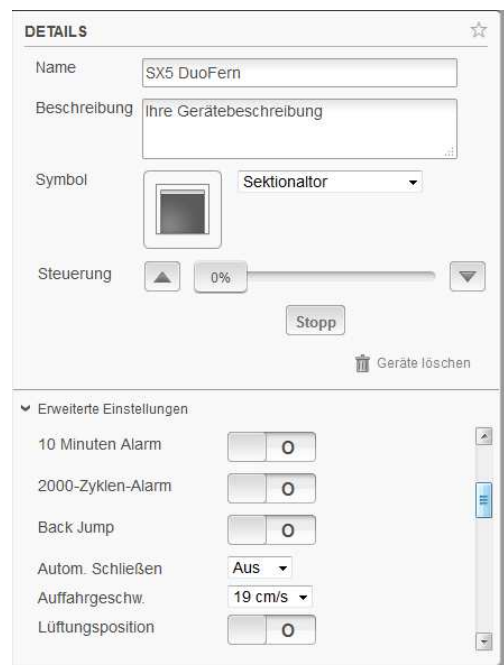 DETAILS
Name SX5 DuoFern
Beschreibung Ihre Gerätebeschreibung
Symbol Sektionaltor
Steuerung 0%
Stopp
Geräte löschen
Erweiterte Einstellungen
10 Minuten Alarm O
2000-Zyklen-Alarm O
Back Jump O
Autom. Schließen Aus
Auffahrgeschw. 19 cm/s
Lüftungsposition O